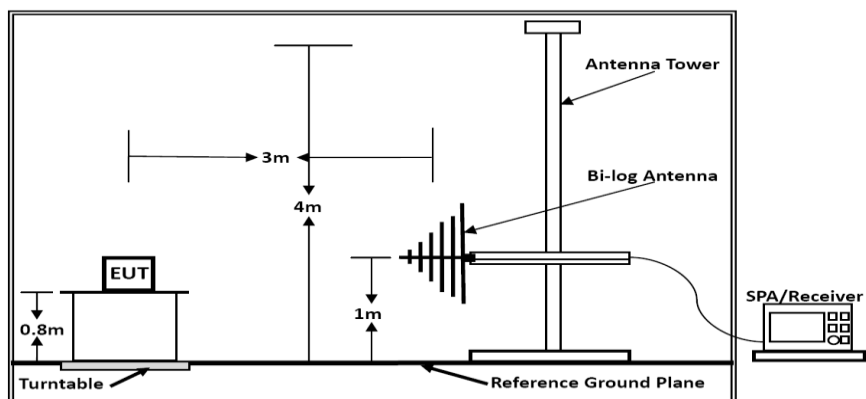 Antenna Tower
3m
Bi-log Antenna
4m
EUT
SPA/Receiver
0.8m
1m
Turntable
Reference Ground Plane